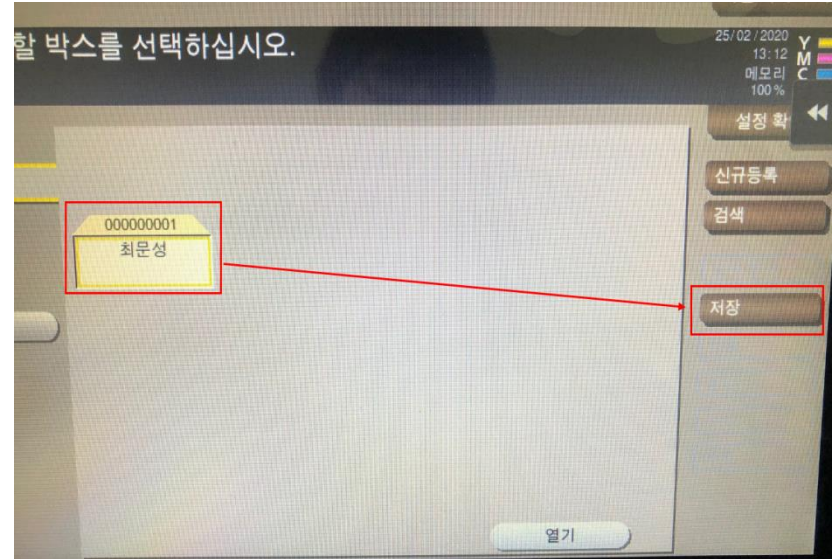 할 박스를 선택하십시오.
25/02/2020
13:12
메모리
100%
Y
M
C
설정 확
신규등록
검색
000000001
최문성
저장
열기